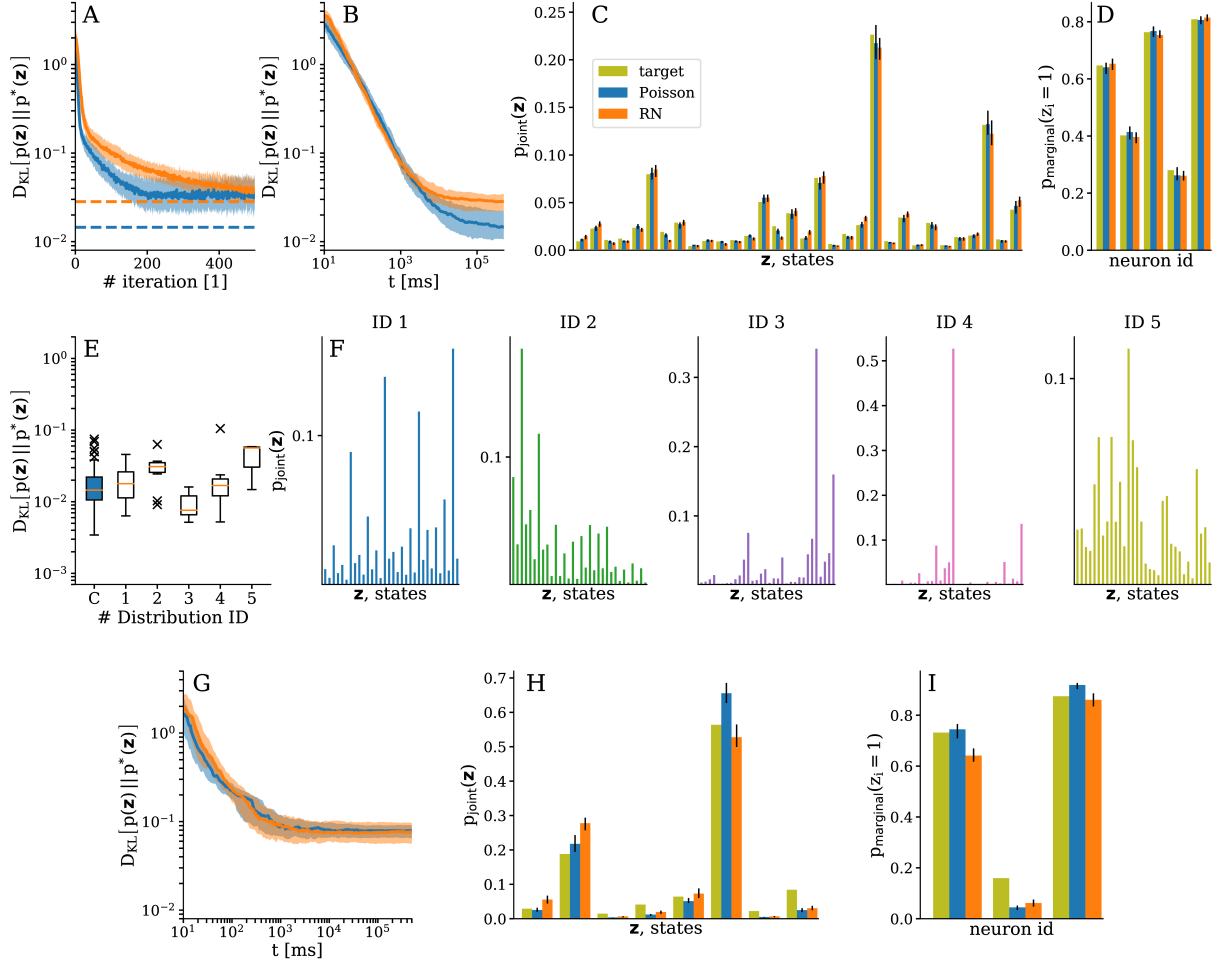 A
D_KL[ p(z) || p*(z) ]
10^0
10^-1
10^-2
0
200
400
# iteration [1]
B
D_KL[ p(z) || p*(z) ]
10^0
10^-1
10^-2
10^1
10^3
10^5
t [ms]
C
p_joint(z)
0.25
0.20
0.15
0.10
0.05
0.00
target
Poisson
RN
z, states
D
p_marginal(z_i = 1)
0.8
0.6
0.4
0.2
0.0
neuron id
E
D_KL[ p(z) || p*(z) ]
10^0
10^-1
10^-2
10^-3
C 1 2 3 4 5
# Distribution ID
F
ID 1
p_joint(z)
0.1
z, states
ID 2
0.1
z, states
ID 3
0.3
0.2
0.1
z, states
ID 4
0.5
0.4
0.3
0.2
0.1
z, states
ID 5
0.1
z, states
G
D_KL[ p(z) || p*(z) ]
10^0
10^-1
10^-2
10^1
10^2
10^3
10^4
10^5
t [ms]
H
p_joint(z)
0.7
0.6
0.5
0.4
0.3
0.2
0.1
0.0
z, states
I
p_marginal(z_i = 1)
0.8
0.6
0.4
0.2
0.0
neuron id